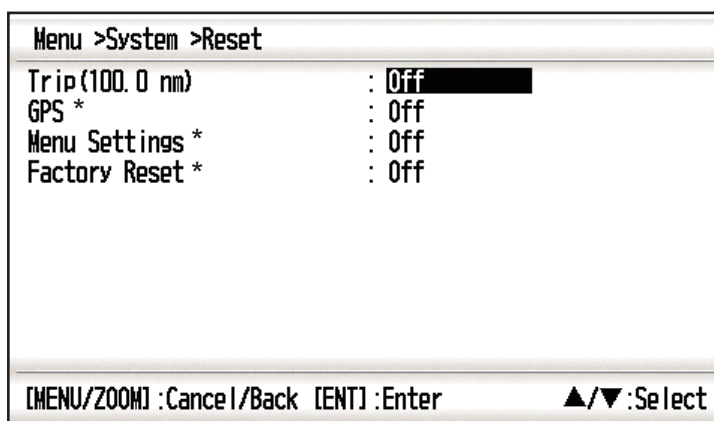 Menu >System >Reset
Trip(100.0 nm) : Off
GPS * : Off
Menu Settings * : Off
Factory Reset * : Off
[MENU/ZOOM] :Cancel/Back [ENT] :Enter ▲/▼ :Select